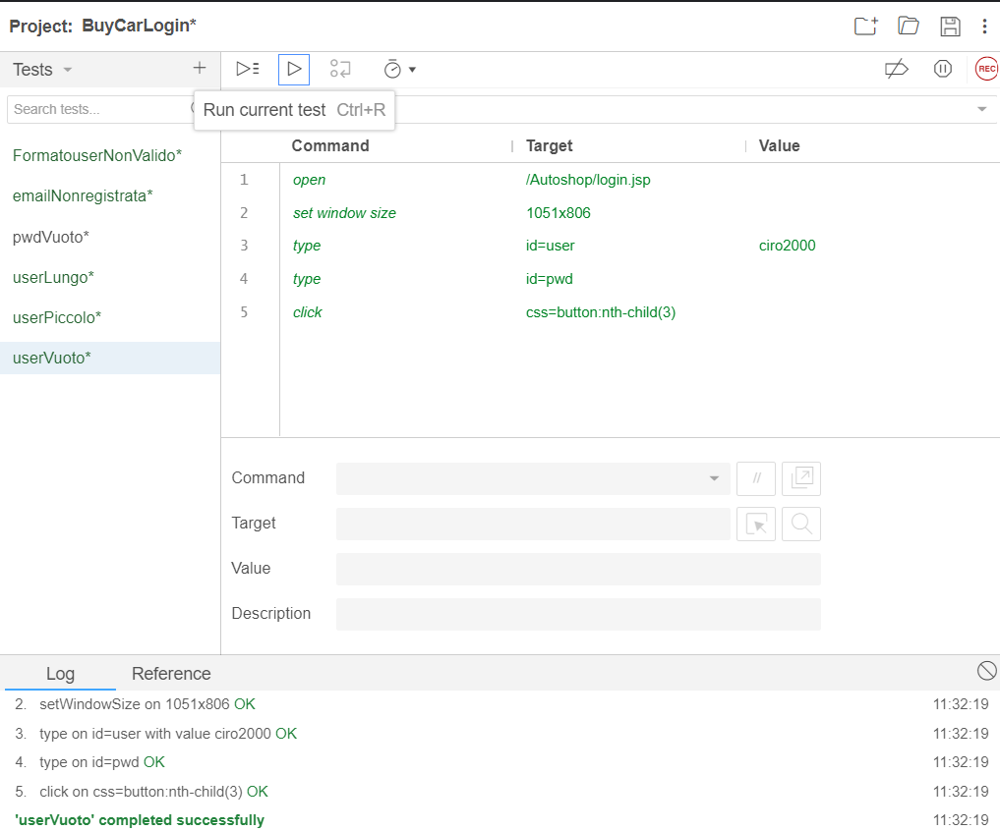 Project: BuyCarLogin*
Tests
REC
Search tests...
Run current test Ctrl+R
FormatouserNonValido*
emailNonregistrata*
pwdVuoto*
userLungo*
userPiccolo*
userVuoto*
Command Target Value
1 open /Autoshop/login.jsp
2 set window size 1051x806
3 type id=user ciro2000
4 type id=pwd
5 click css=button:nth-child(3)
Command //
Target
Value
Description
Log Reference
2. setWindowSize on 1051x806 OK 11:32:19
3. type on id=user with value ciro2000 OK 11:32:19
4. type on id=pwd OK 11:32:19
5. click on css=button:nth-child(3) OK 11:32:19
'userVuoto' completed successfully 11:32:19